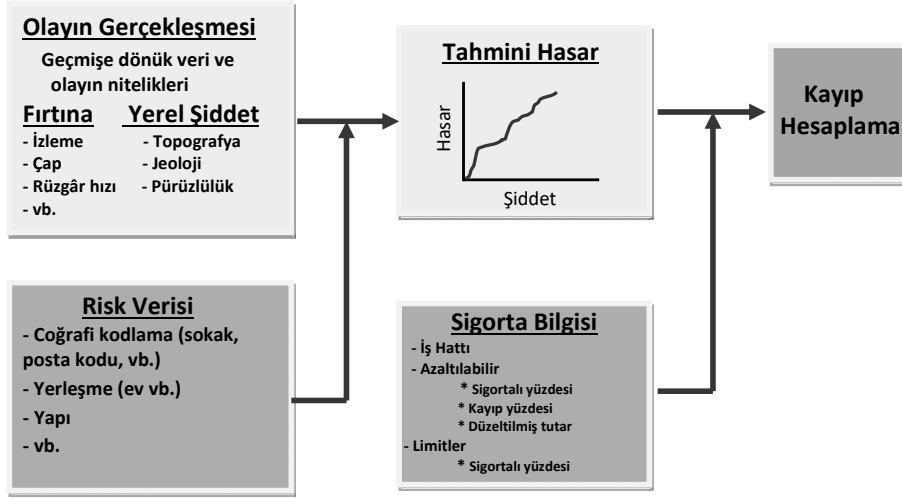 Olayın Gerçekleşmesi
Geçmişe dönük veri ve
olayın nitelikleri
Fırtına Yerel Şiddet
- İzleme - Topografya
- Çap - Jeoloji
- Rüzgâr hızı - Pürüzlülük
- vb.
Tahmini Hasar
Hasar
Şiddet
Kayıp
Hesaplama
Risk Verisi
- Coğrafi kodlama (sokak,
posta kodu, vb.)
- Yerleşme (ev vb.)
- Yapı
- vb.
Sigorta Bilgisi
- İş Hattı
- Azaltılabilir
* Sigortalı yüzdesi
* Kayıp yüzdesi
* Düzeltilmiş tutar
- Limitler
* Sigortalı yüzdesi